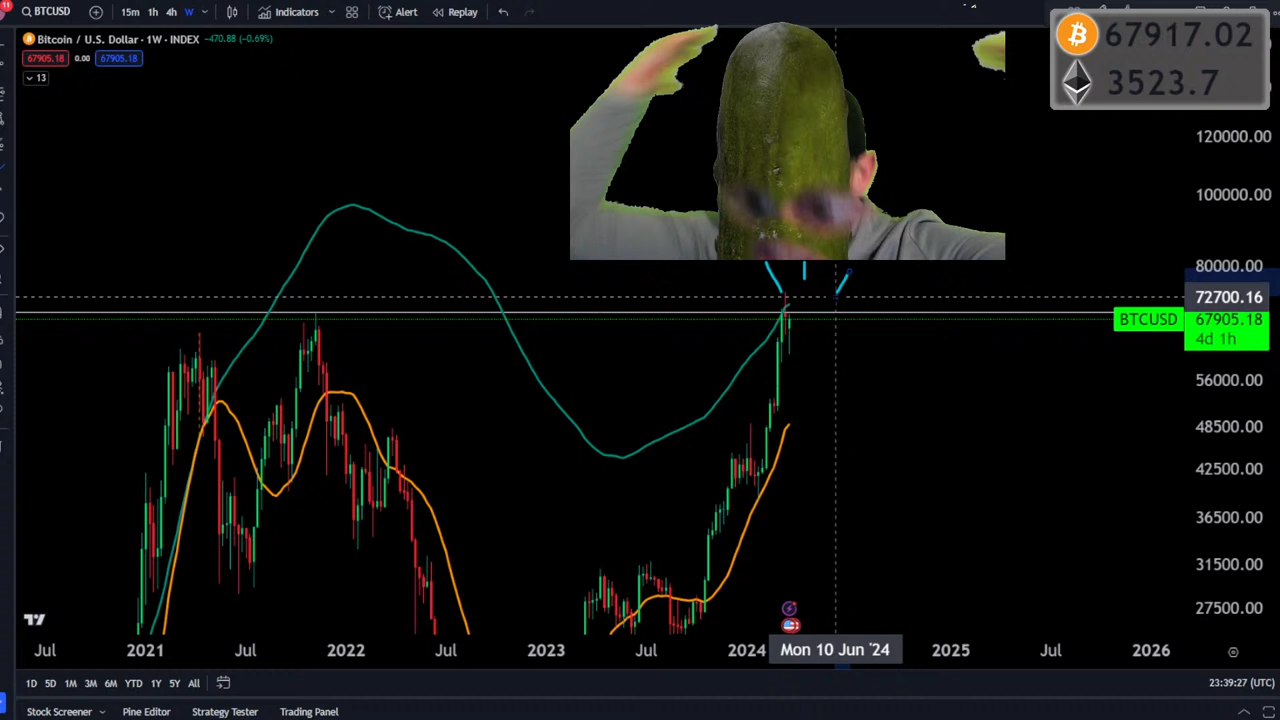 11
BTCUSD
15m 1h 4h W
Indicators
Alert
Replay
Bitcoin / U.S. Dollar · 1W · INDEX −470.88 (−0.69%)
67905.18 0.00 67905.18
13
67917.02
3523.7
120000.00
100000.00
80000.00
72700.16
BTCUSD 67905.18
4d 1h
56000.00
48500.00
42500.00
36500.00
31500.00
27500.00
Jul 2021 Jul 2022 Jul 2023 Jul 2024 Mon 10 Jun '24 2025 Jul 2026
1D 5D 1M 3M 6M YTD 1Y 5Y All
23:39:27 (UTC)
Stock Screener Pine Editor Strategy Tester Trading Panel